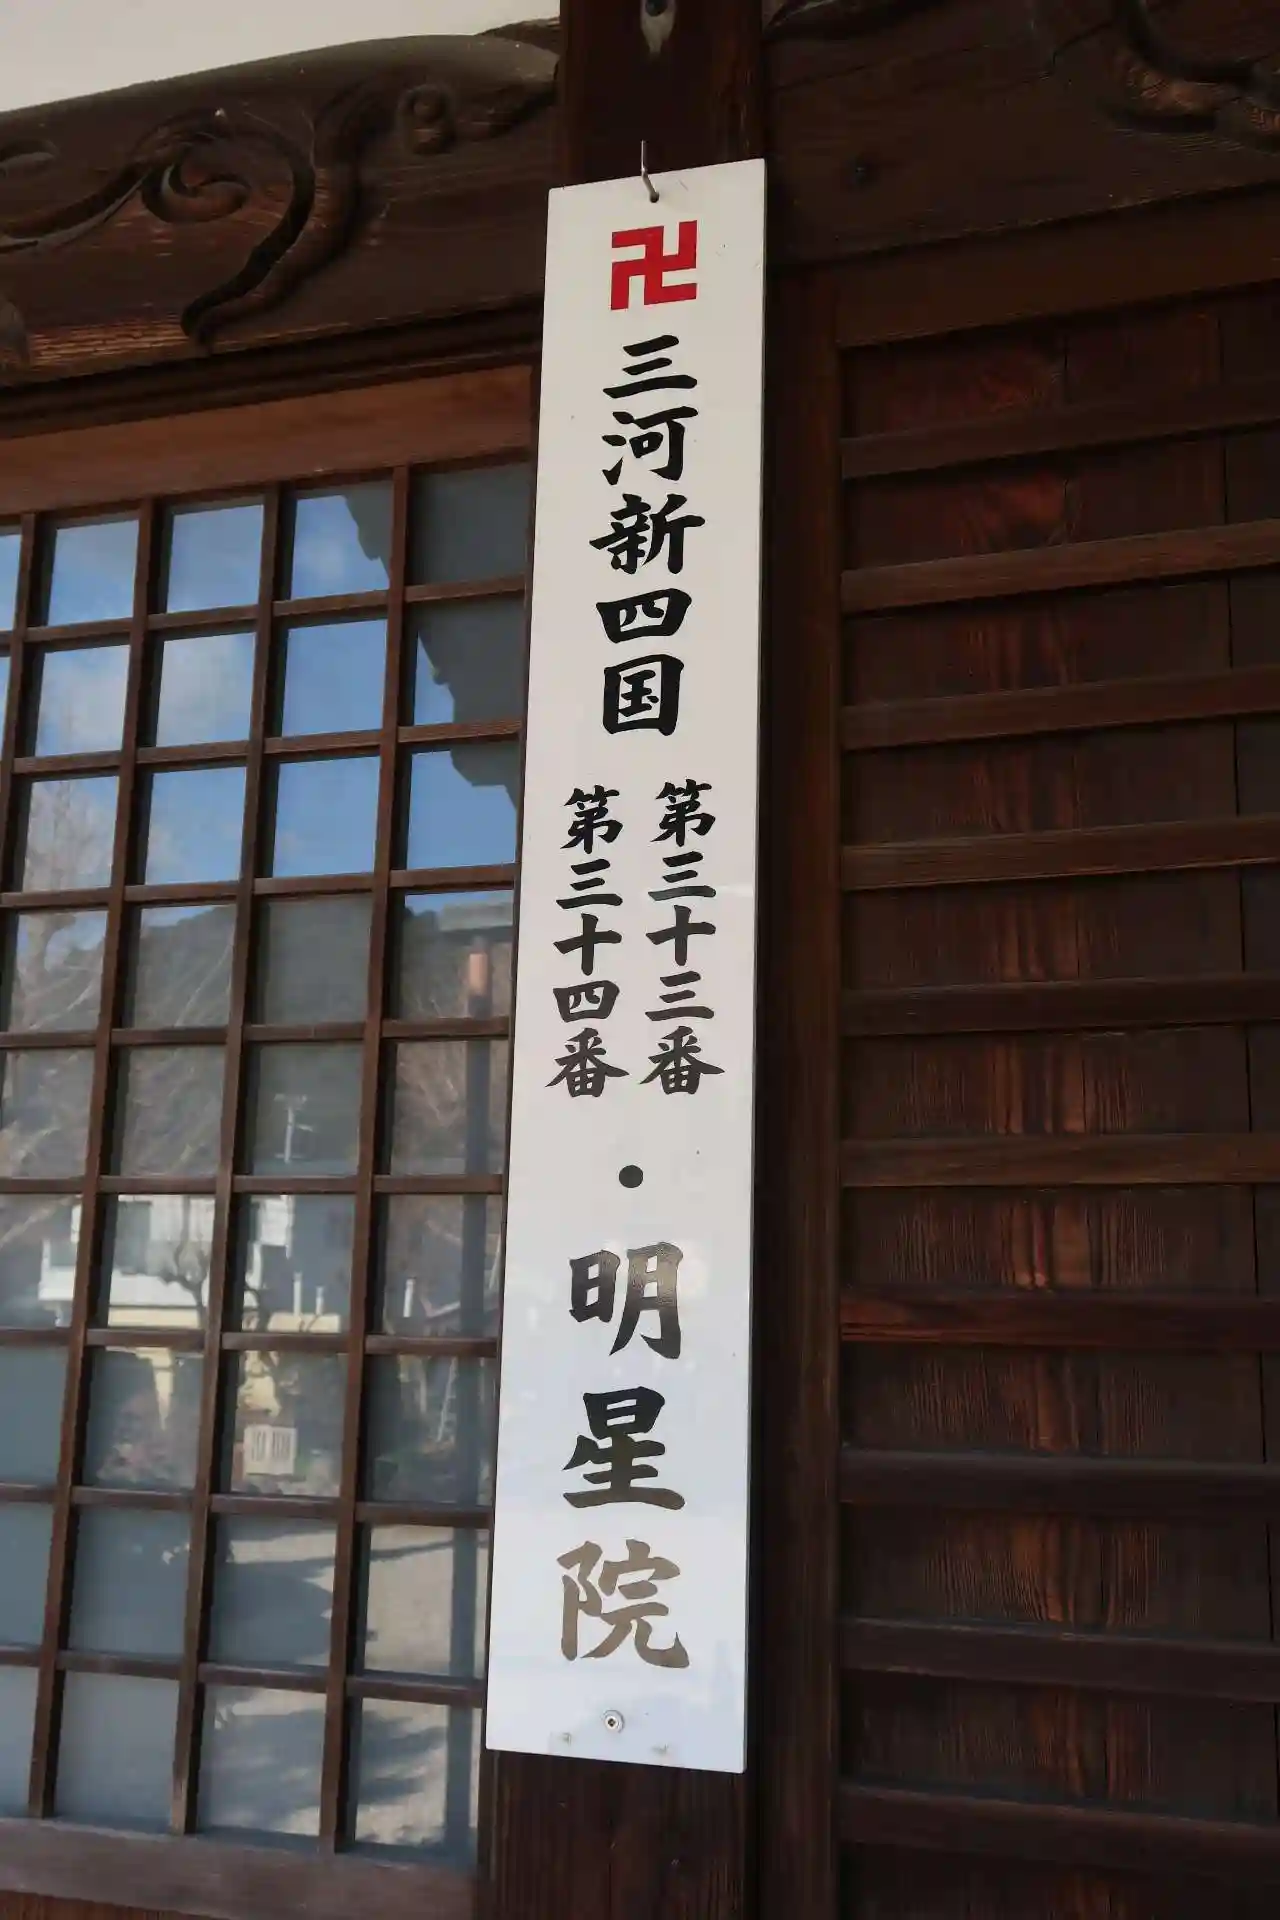 卍
三河新四国
第三十三番
第三十四番
・明星院